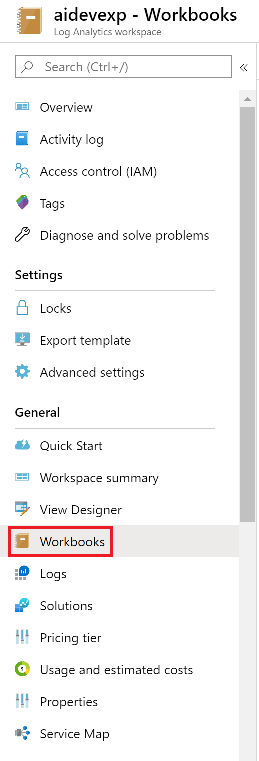 aidevexp - Workbooks
Log Analytics workspace
Search (Ctrl+/)
«
Overview
Activity log
Access control (IAM)
Tags
Diagnose and solve problems
Settings
Locks
Export template
Advanced settings
General
Quick Start
Workspace summary
View Designer
Workbooks
Logs
Solutions
Pricing tier
Usage and estimated costs
Properties
Service Map